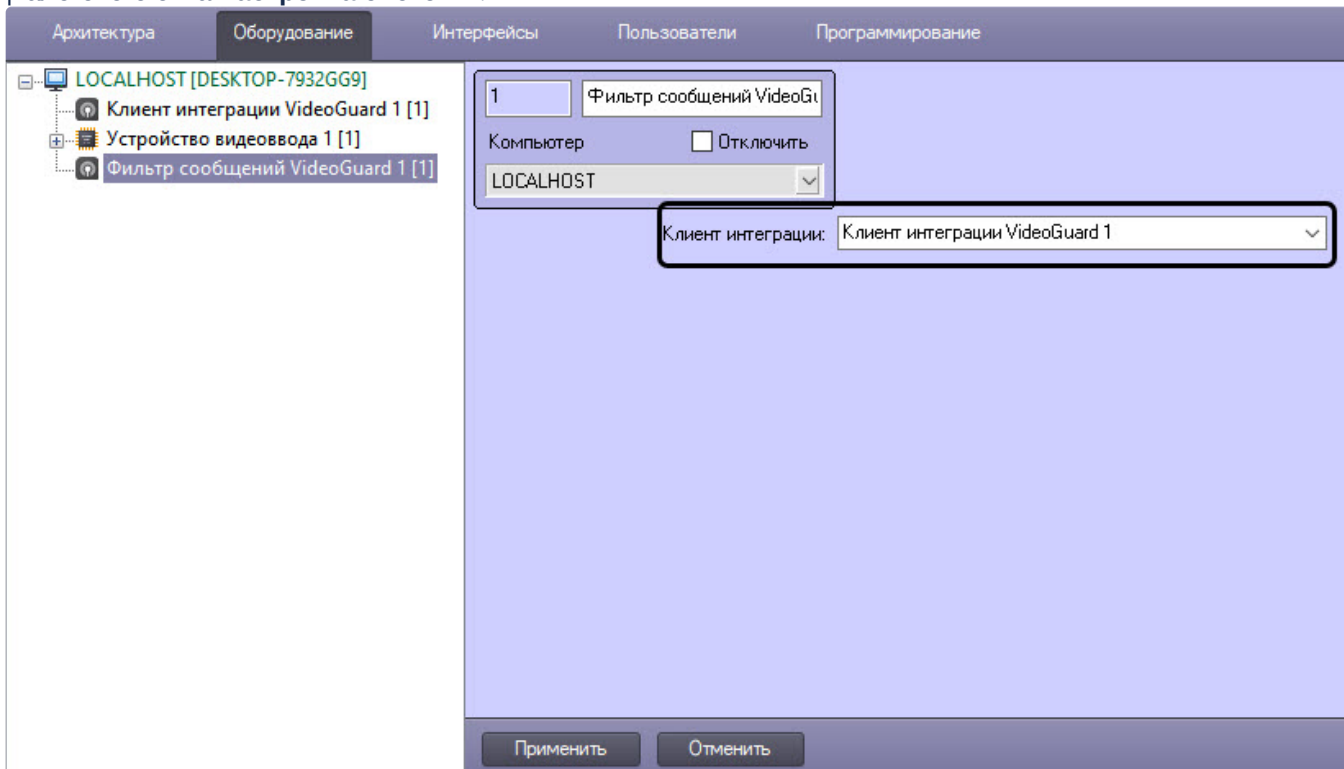 Архитектура Оборудование Интерфейсы Пользователи Программирование
LOCALHOST [DESKTOP-7932GG9]
Клиент интеграции VideoGuard 1 [1]
Устройство видеоввода 1 [1]
Фильтр сообщений VideoGuard 1 [1]
1 Фильтр сообщений VideoGu
Компьютер Отключить
LOCALHOST
Клиент интеграции: Клиент интеграции VideoGuard 1
Применить Отменить